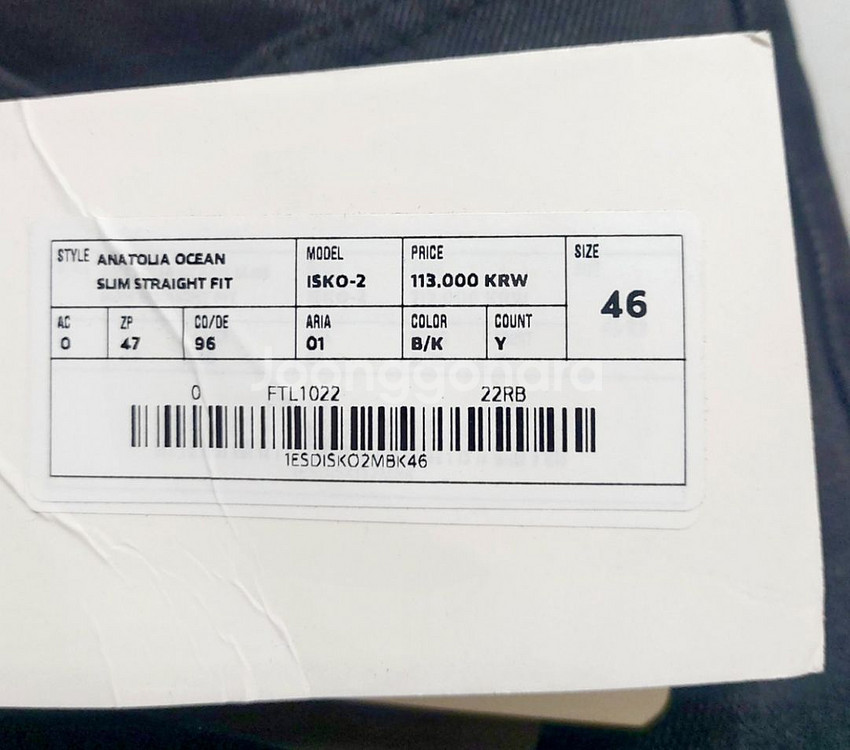 STYLE ANATOLIA OCEAN
SLIM STRAIGHT FIT
MODEL
ISKO-2
PRICE
113.000 KRW
SIZE
46
AC
0
ZP
47
CO/DE
96
ARIA
01
COLOR
B/K
COUNT
Y
Joonggonara
0 FTL1022 22RB
1ESDISKO2MBK46